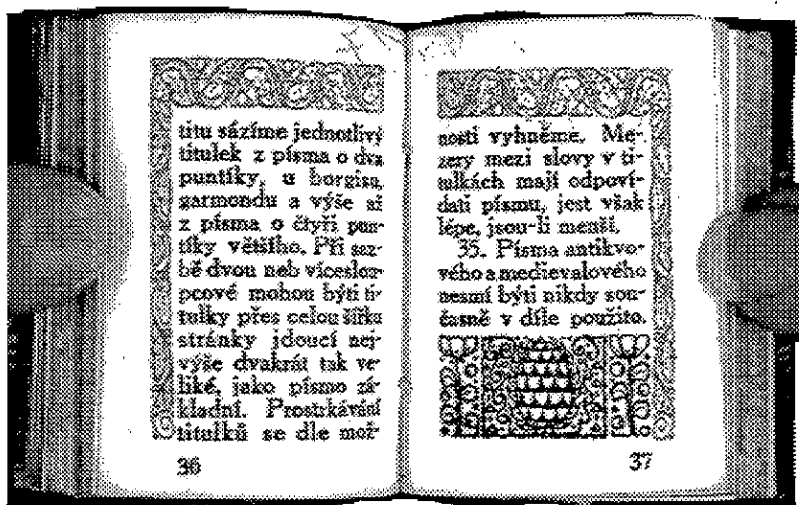 titu sázíme jednotlivý
titulek z písma o dva
puntíky, u borgisu,
garmondu a výše až
z písma o čtyři pun-
tíky většího. Při saz-
bě dvou neb víceslou-
pcové mohou býti ti-
tulky přes celou šířku
stránky jdoucí nej-
výše dvakrát tak ve-
liké, jako písmo zá-
kladní. Prostrkávání
titulků se dle mož-
36
nosti vyhněme. Me-
zery mezi slovy v ti-
tulkách mají odpoví-
dati písmu, jest však
lépe, jsou-li menší.
35. Písma antikvo-
vého a medievalového
nesmí býti nikdy sou-
časně v díle použito.
37